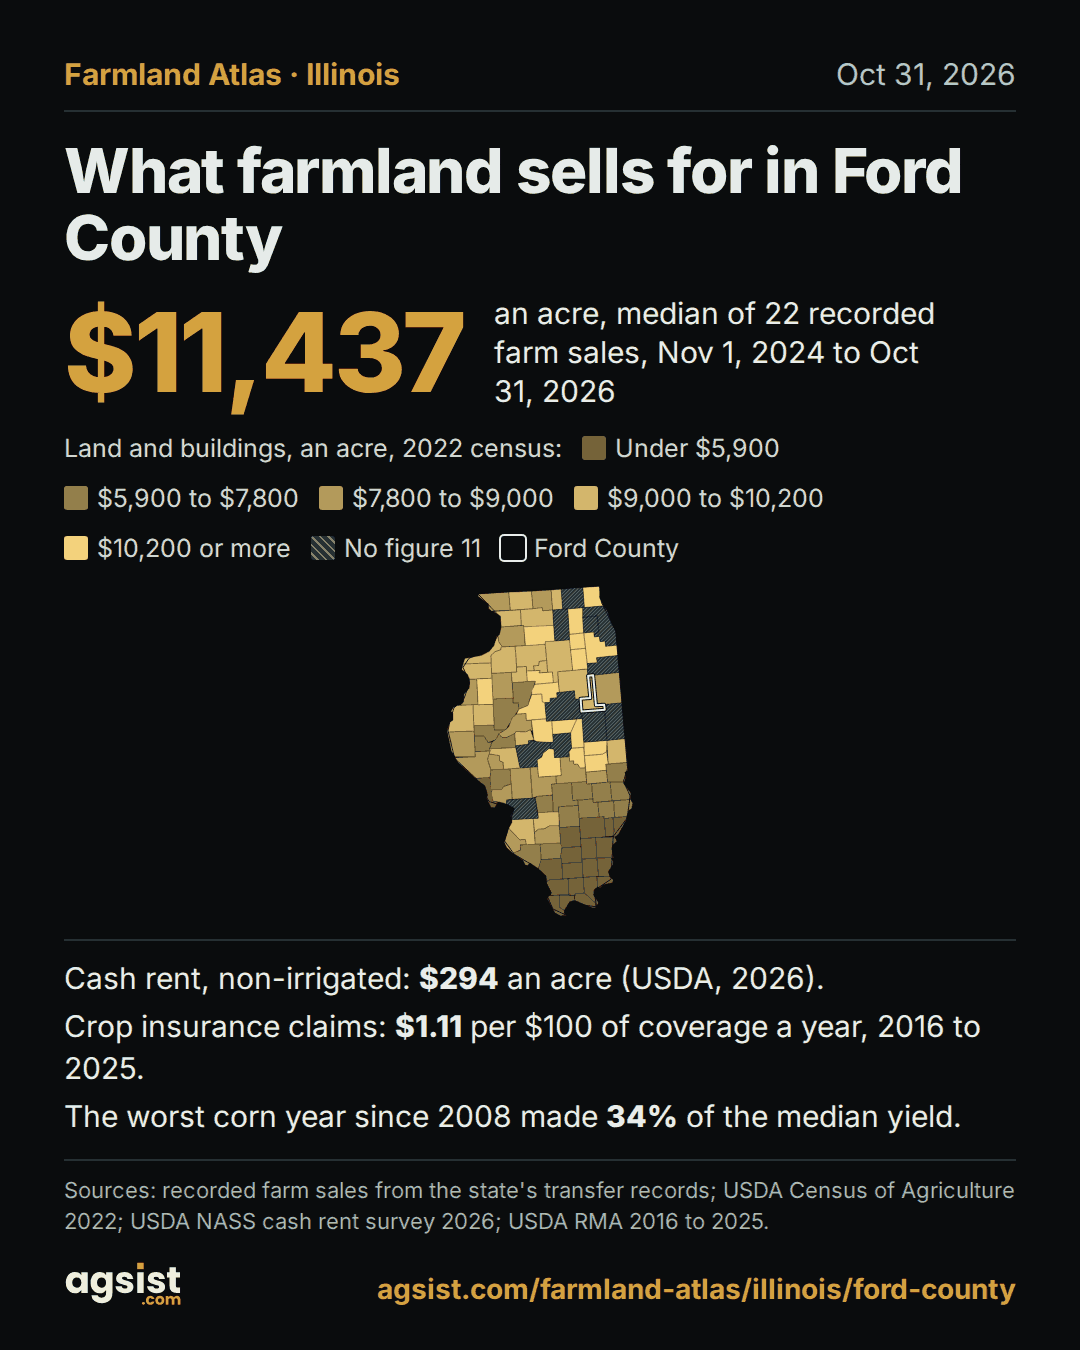 Farmland Atlas · Illinois
Oct 31, 2026
What farmland sells for in Ford
County
$11,437
an acre, median of 22 recorded
farm sales, Nov 1, 2024 to Oct
31, 2026
Land and buildings, an acre, 2022 census: Under $5,900
$5,900 to $7,800 $7,800 to $9,000 $9,000 to $10,200
$10,200 or more No figure 11 Ford County
Cash rent, non-irrigated: $294 an acre (USDA, 2026).
Crop insurance claims: $1.11 per $100 of coverage a year, 2016 to
2025.
The worst corn year since 2008 made 34% of the median yield.
Sources: recorded farm sales from the state's transfer records; USDA Census of Agriculture
2022; USDA NASS cash rent survey 2026; USDA RMA 2016 to 2025.
agsist
.com
agsist.com/farmland-atlas/illinois/ford-county